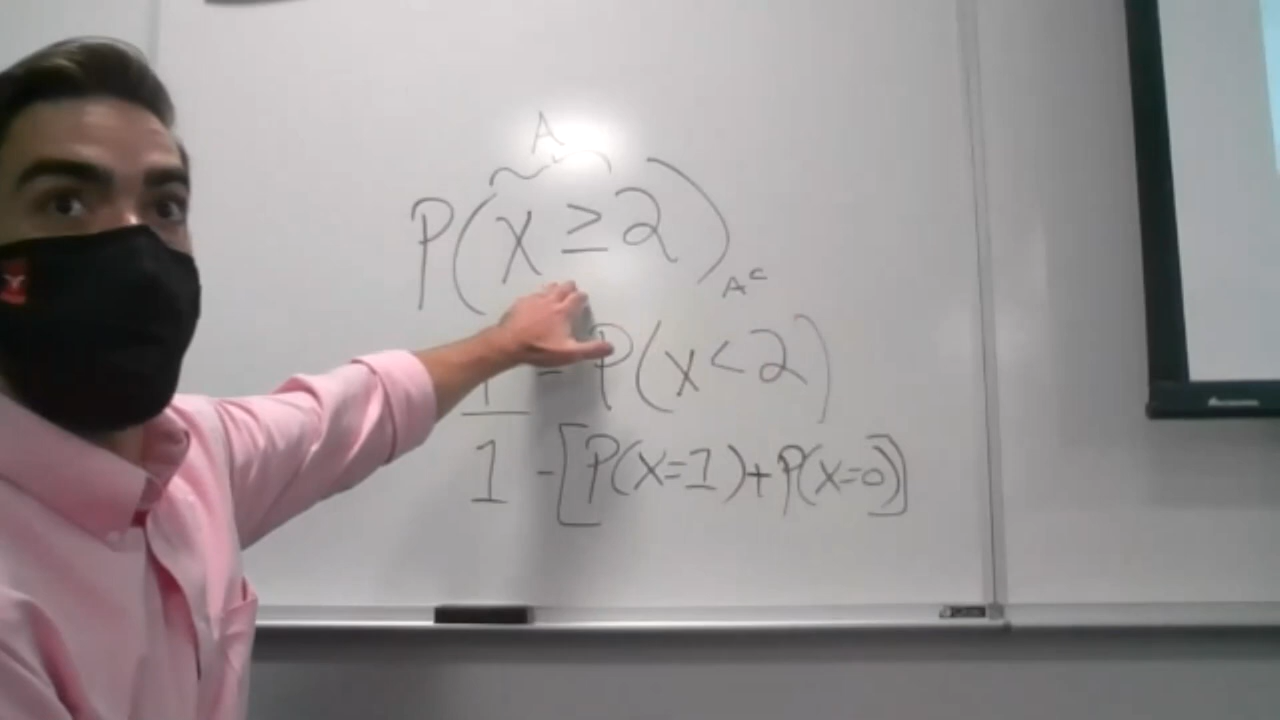 A
P(X ≥ 2)
A^c
1 - P(X < 2)
1 - [P(X=1)+P(X=0)]